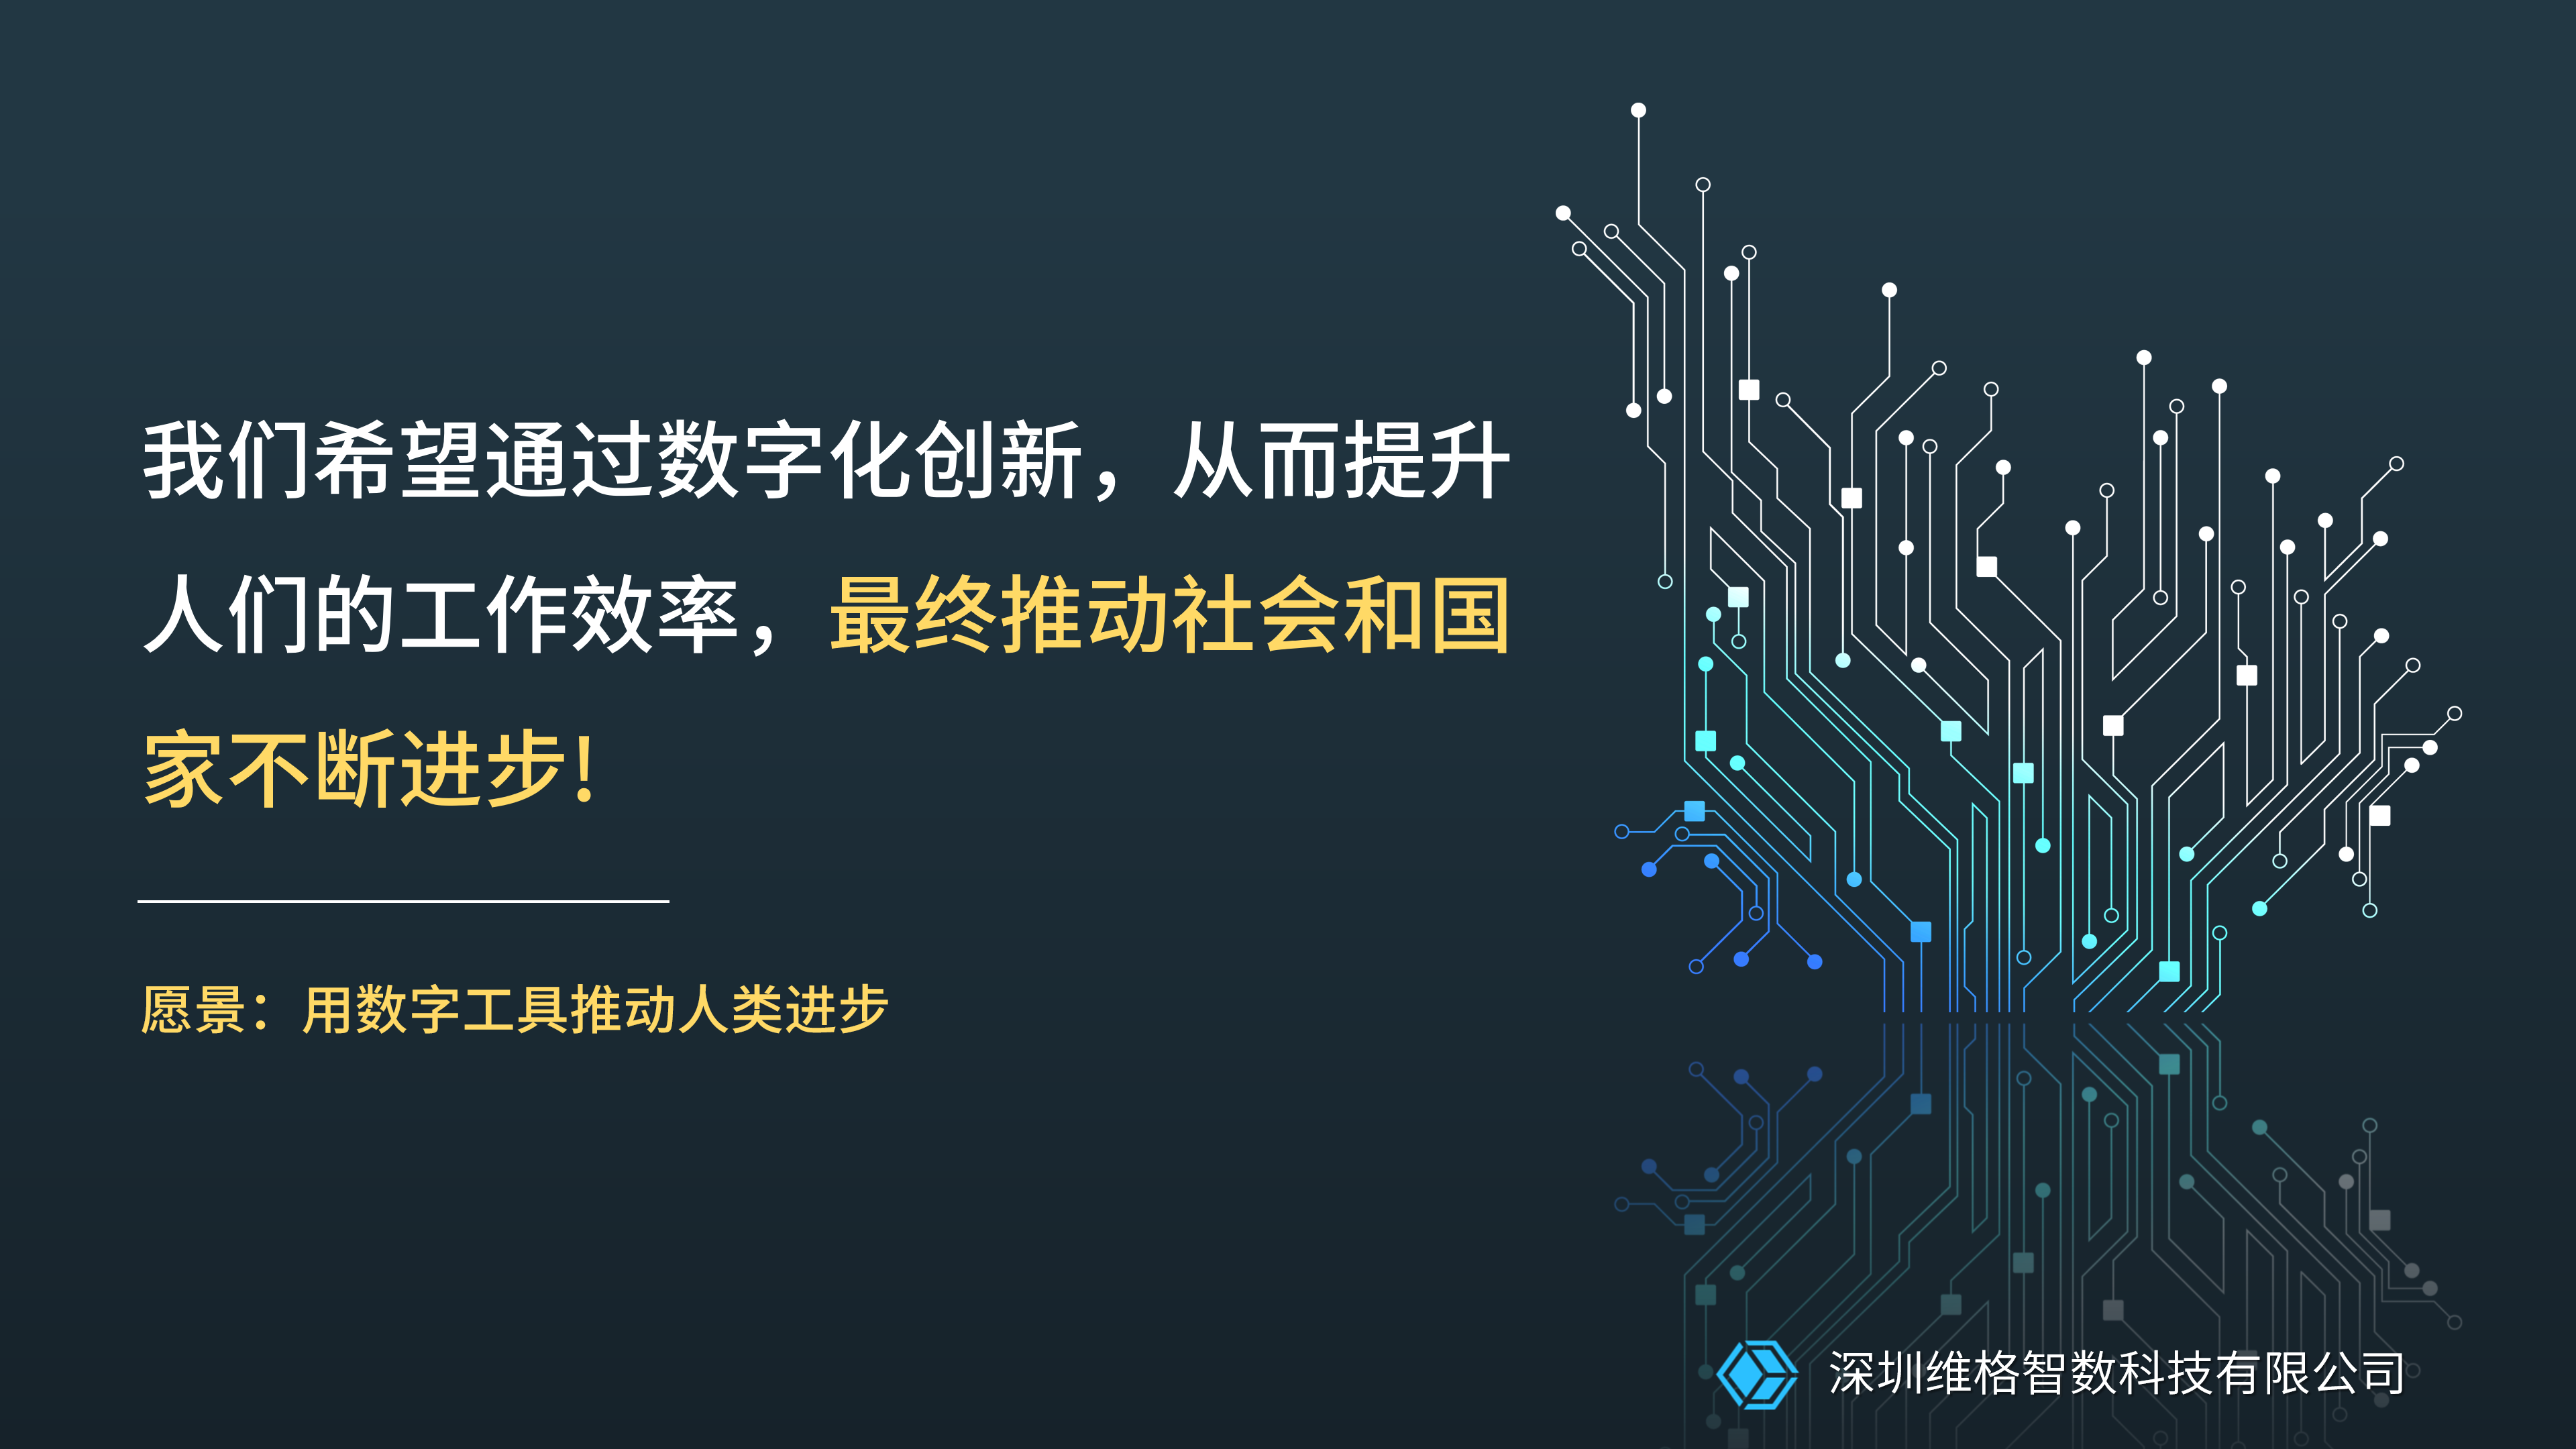 我们希望通过数字化创新，从而提升
人们的工作效率，最终推动社会和国
家不断进步！
愿景：用数字工具推动人类进步
深圳维格智数科技有限公司